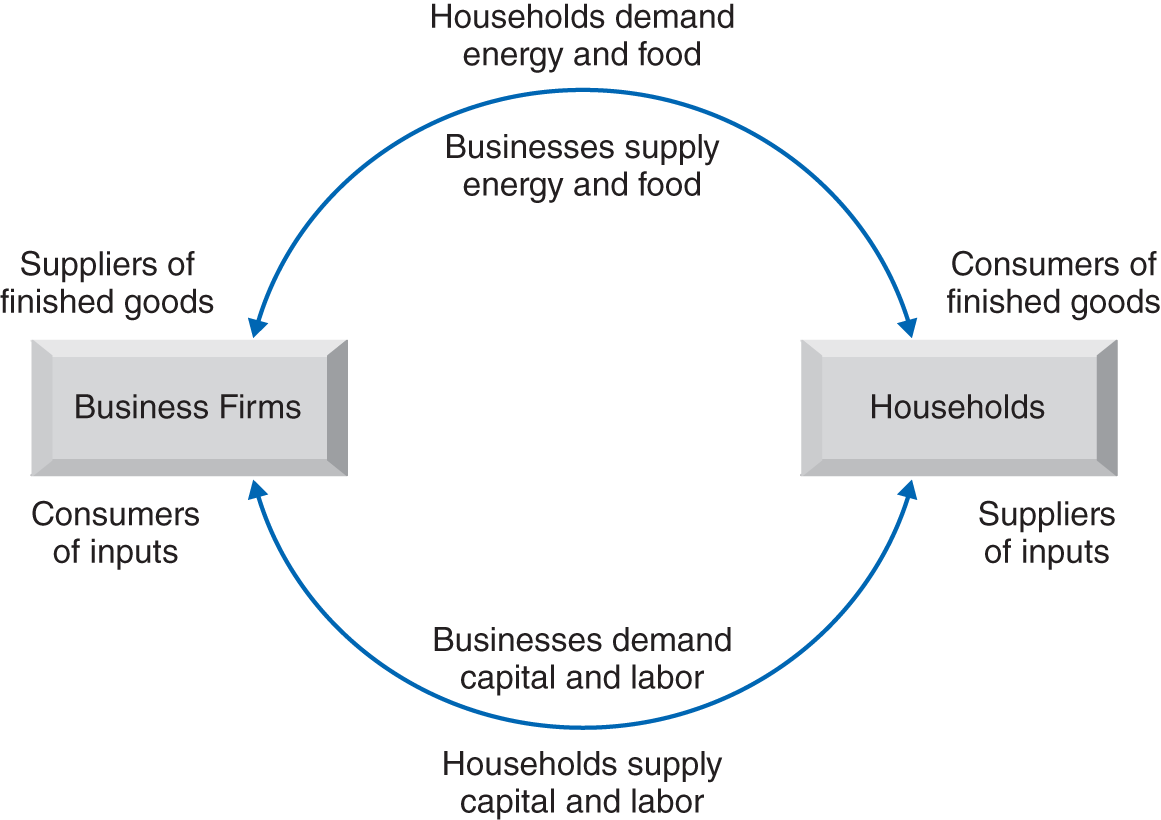 Households demand
energy and food
Businesses supply
energy and food
Suppliers of
finished goods
Consumers of
finished goods
Business Firms
Households
Consumers
of inputs
Suppliers
of inputs
Businesses demand
capital and labor
Households supply
capital and labor